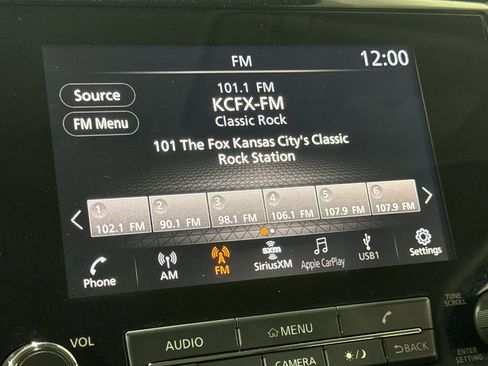 FM
12:00
Source
101.1 FM
KCFX-FM
Classic Rock
FM Menu
101 The Fox Kansas City's Classic
Rock Station
1 2 3 4 5 6
102.1 FM 90.1 FM 98.1 FM 106.1 FM 107.9 FM 107.9 FM
Phone AM FM SiriusXM Apple CarPlay USB1 Settings
sxm
VOL
AUDIO
MENU
TUNE
SCROLL
CAMERA
BACK
ENTER
SETTING